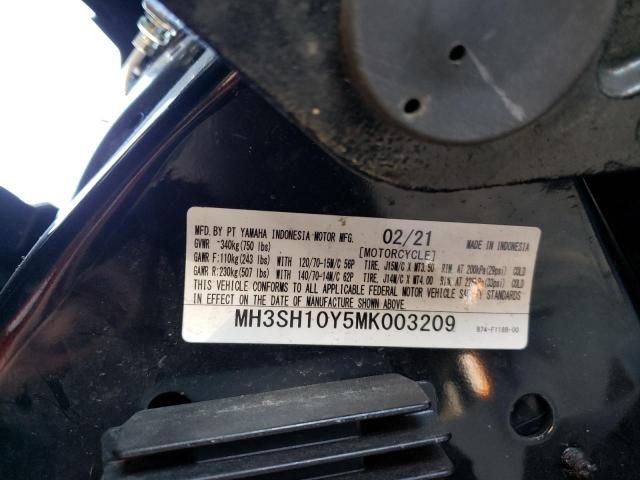 MFD.BY PT YAMAHA INDONESIA MOTOR MFG. 02/21 MADE IN INDONESIA
GVWR 340kg(750 lbs) [MOTORCYCLE]
GAWR F:110kg(243 lbs) WITH 120/70-15M/C 56P TIRE, J15M/C X MT3.50 RIM, AT 200kPa(29psi) COLD
GAWR R:230kg(507 lbs) WITH 140/70-14M/C 62P TIRE, J14M/C X MT4.00 RIM, AT COLD
THIS VEHICLE CONFORMS TO ALL APPLICABLE FEDERAL MOTOR VEHICLE SAFETY STANDARDS
IN EFFECT ON THE DATE OF MANUFACTURE SHOWN ABOVE.
MH3SH10Y5MK003209
B74-F118B-00